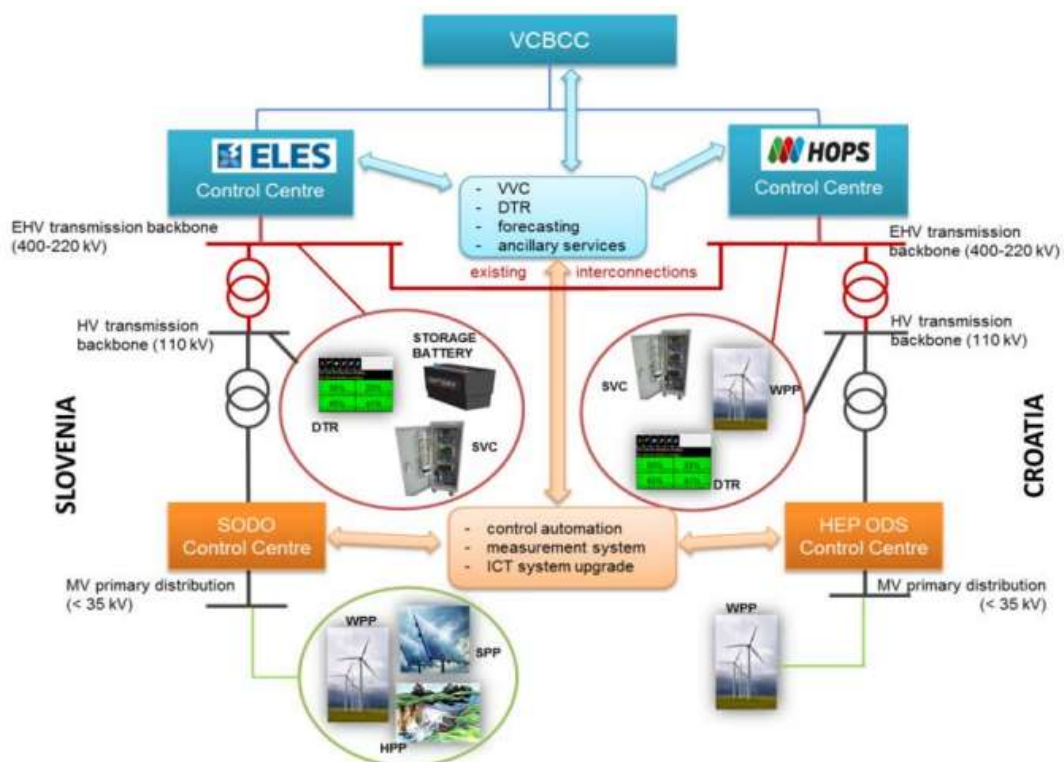 VCBCC
ELES
Control Centre
HOPS
Control Centre
- VVC
- DTR
- forecasting
- ancillary services
EHV transmission backbone
(400-220 kV)
EHV transmission
backbone (400-220 kV)
existing interconnections
HV transmission
backbone (110 kV)
HV transmission
backbone (110 kV)
STORAGE
BATTERY
DTR
SVC
SVC
WPP
DTR
SLOVENIA
CROATIA
SODO
Control Centre
- control automation
- measurement system
- ICT system upgrade
HEP ODS
Control Centre
MV primary distribution
(< 35 kV)
MV primary distribution
(< 35 kV)
WPP
SPP
HPP
WPP